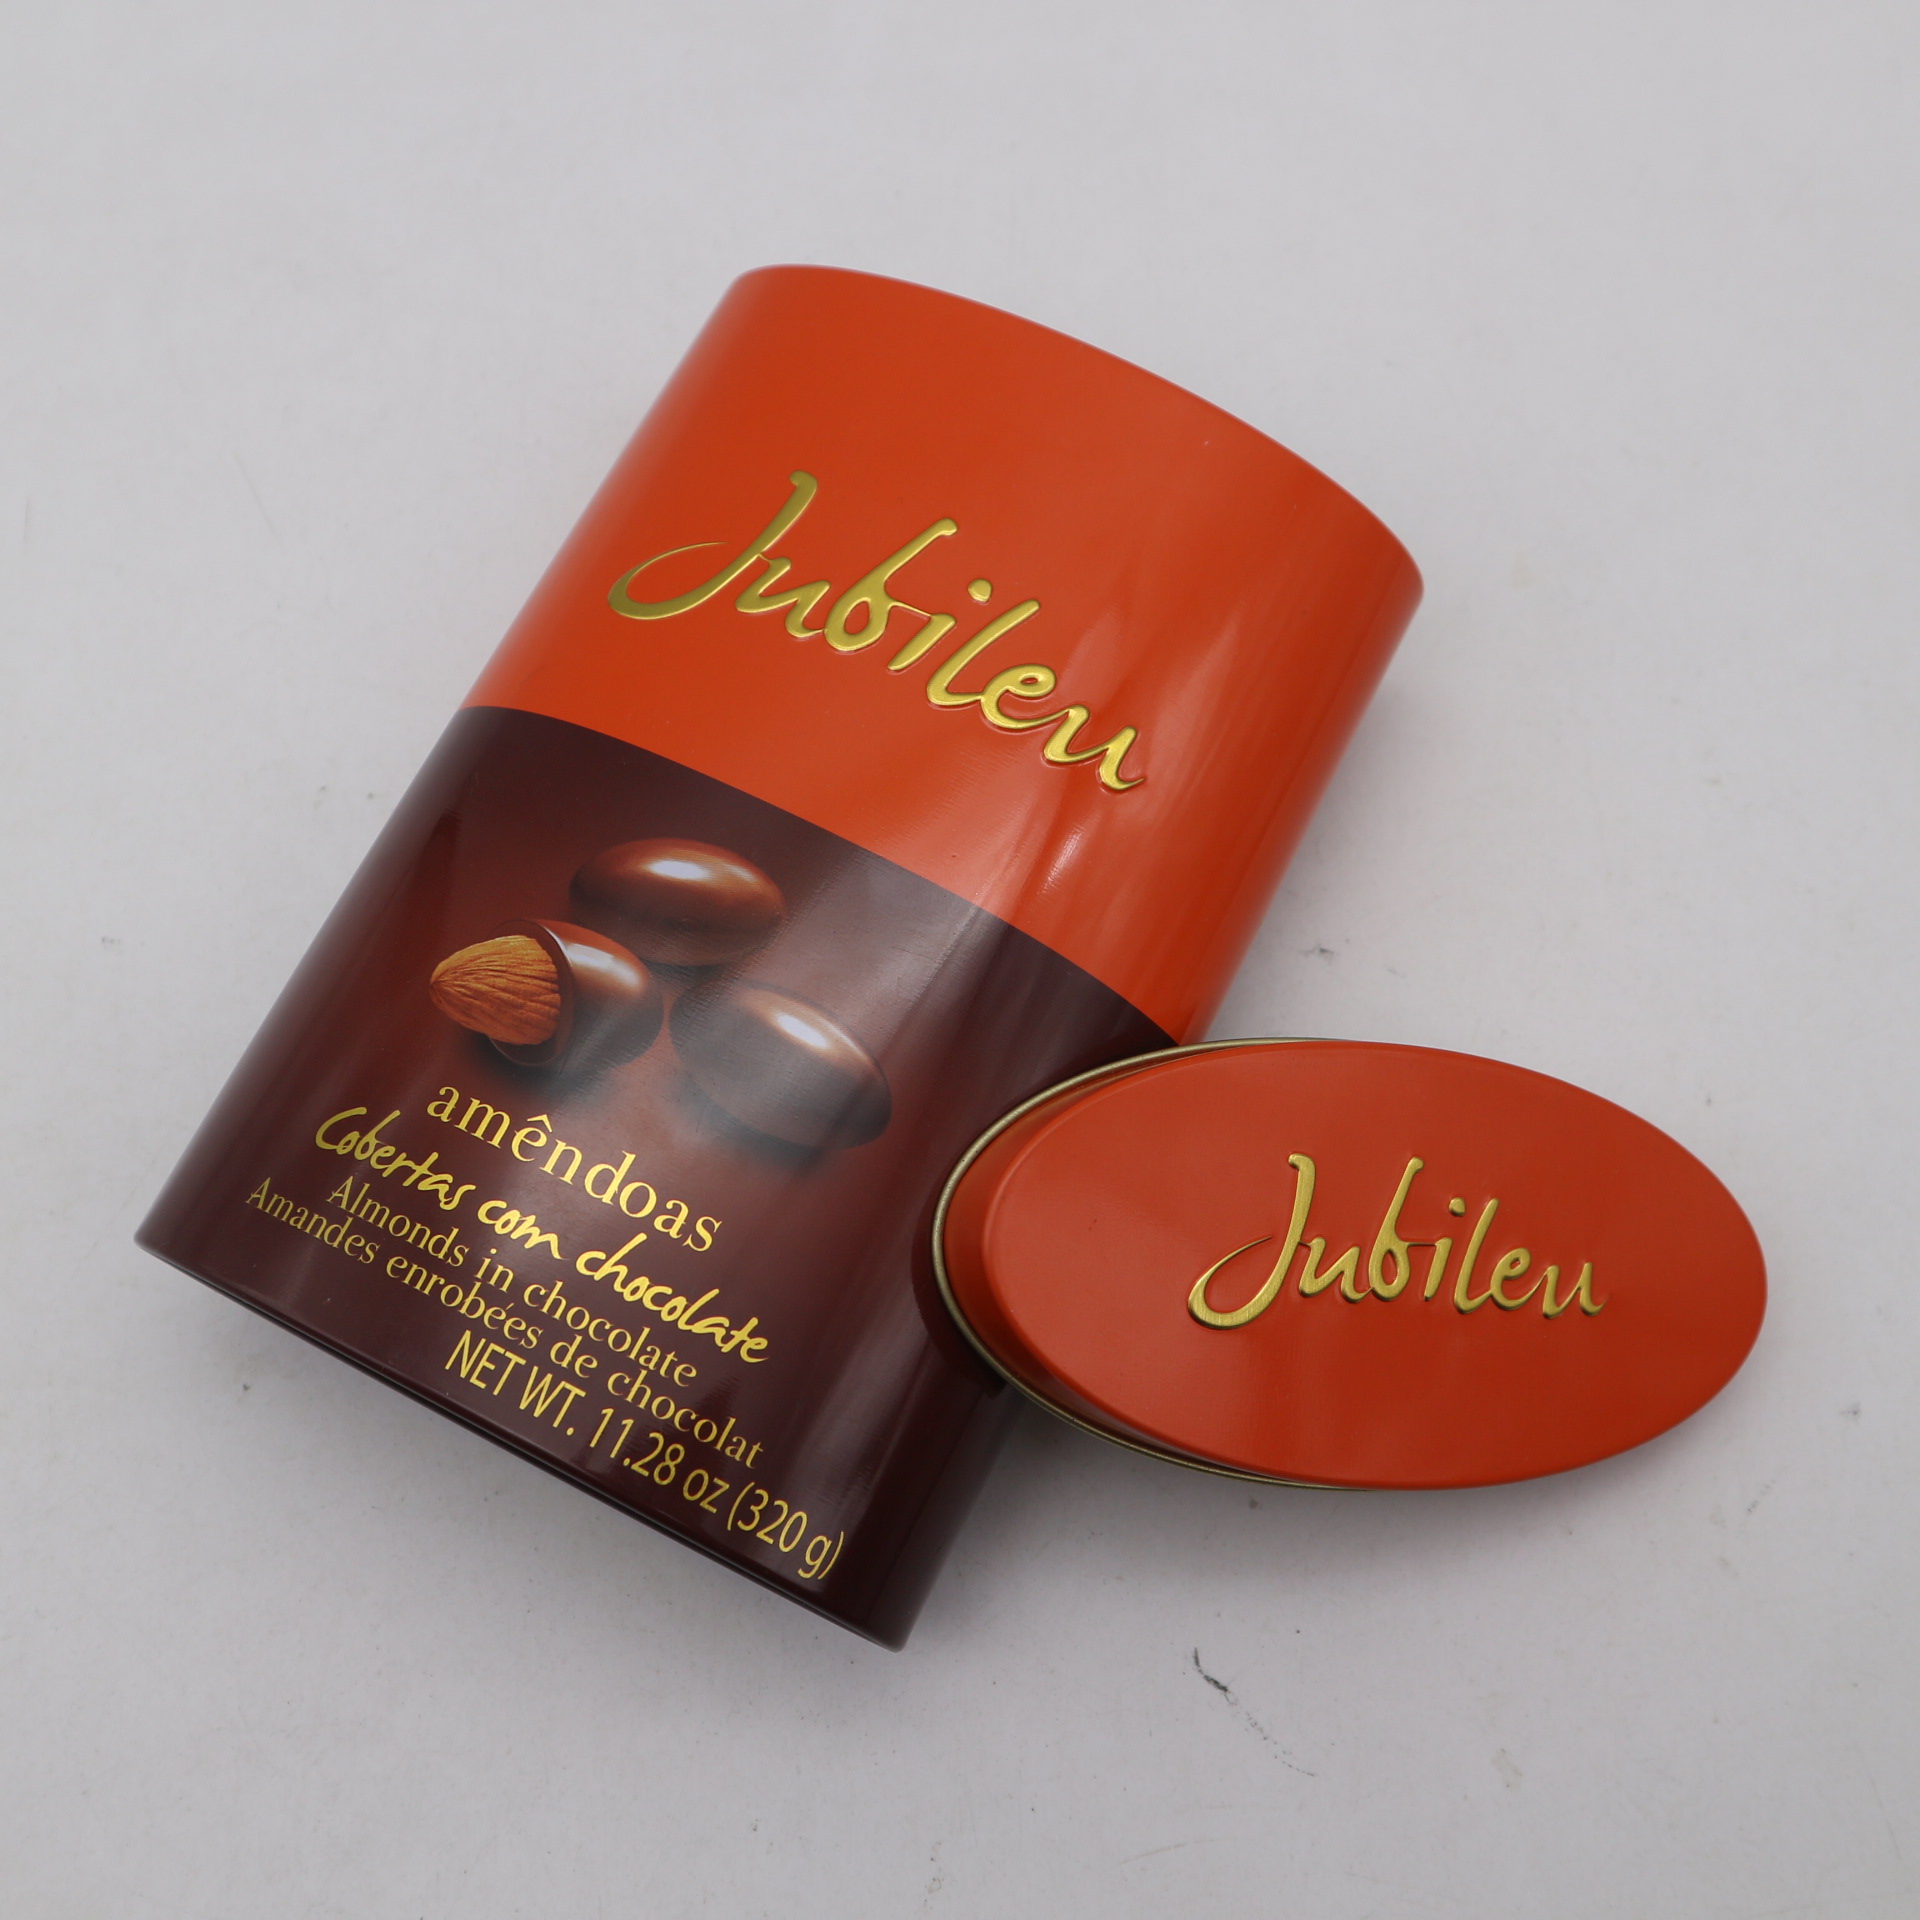 Jubileu
amêndoas
Cobertas com chocolate
Almonds in chocolate
Amandes enrobées de chocolat
NET WT. 11.28 oz (320 g)
Jubileu